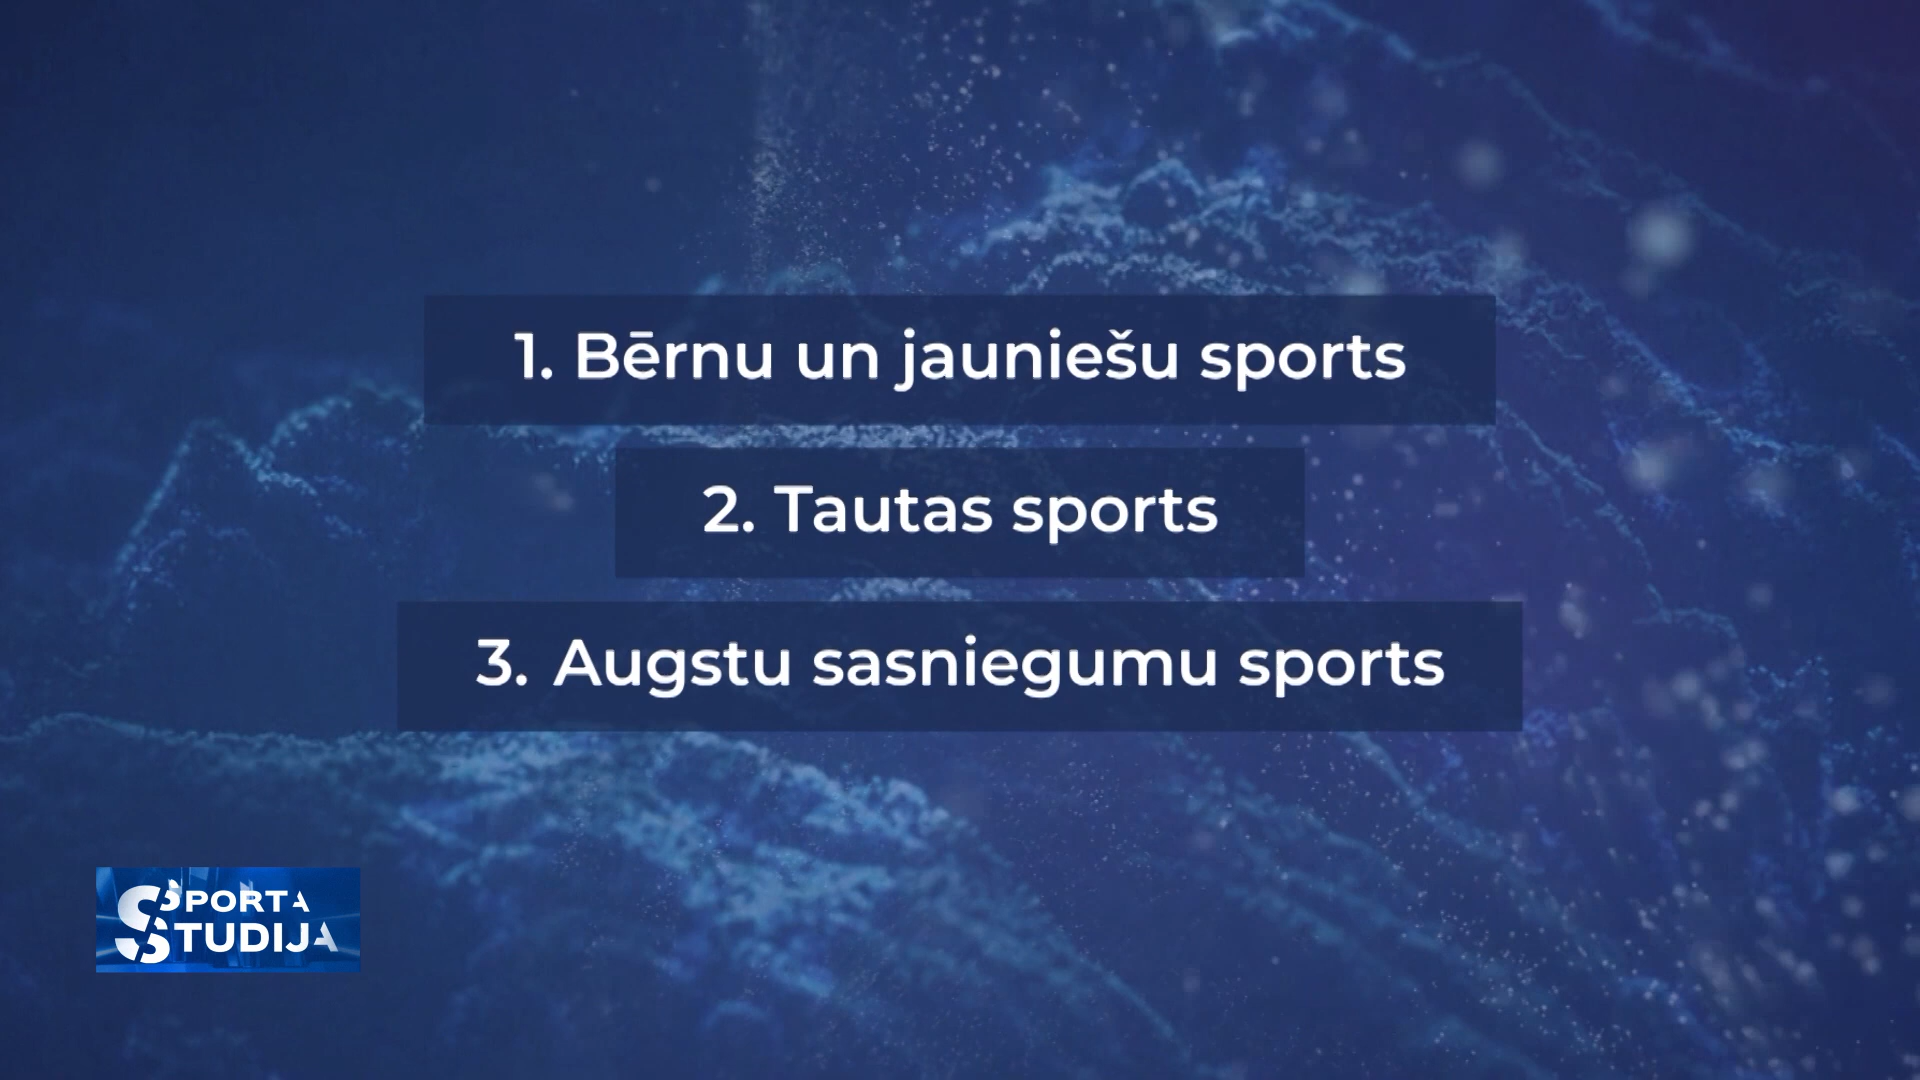 1. Bērnu un jauniešu sports
2. Tautas sports
3. Augstu sasniegumu sports
SPORTA
STUDIJA